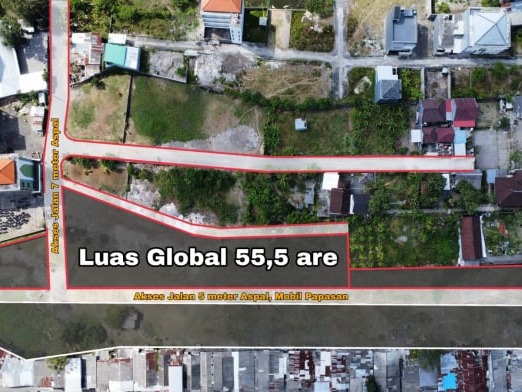 Akses Jalan 7 meter Aspal
Luas Global 55,5 are
Akses Jalan 5 meter Aspal, Mobil Papasan